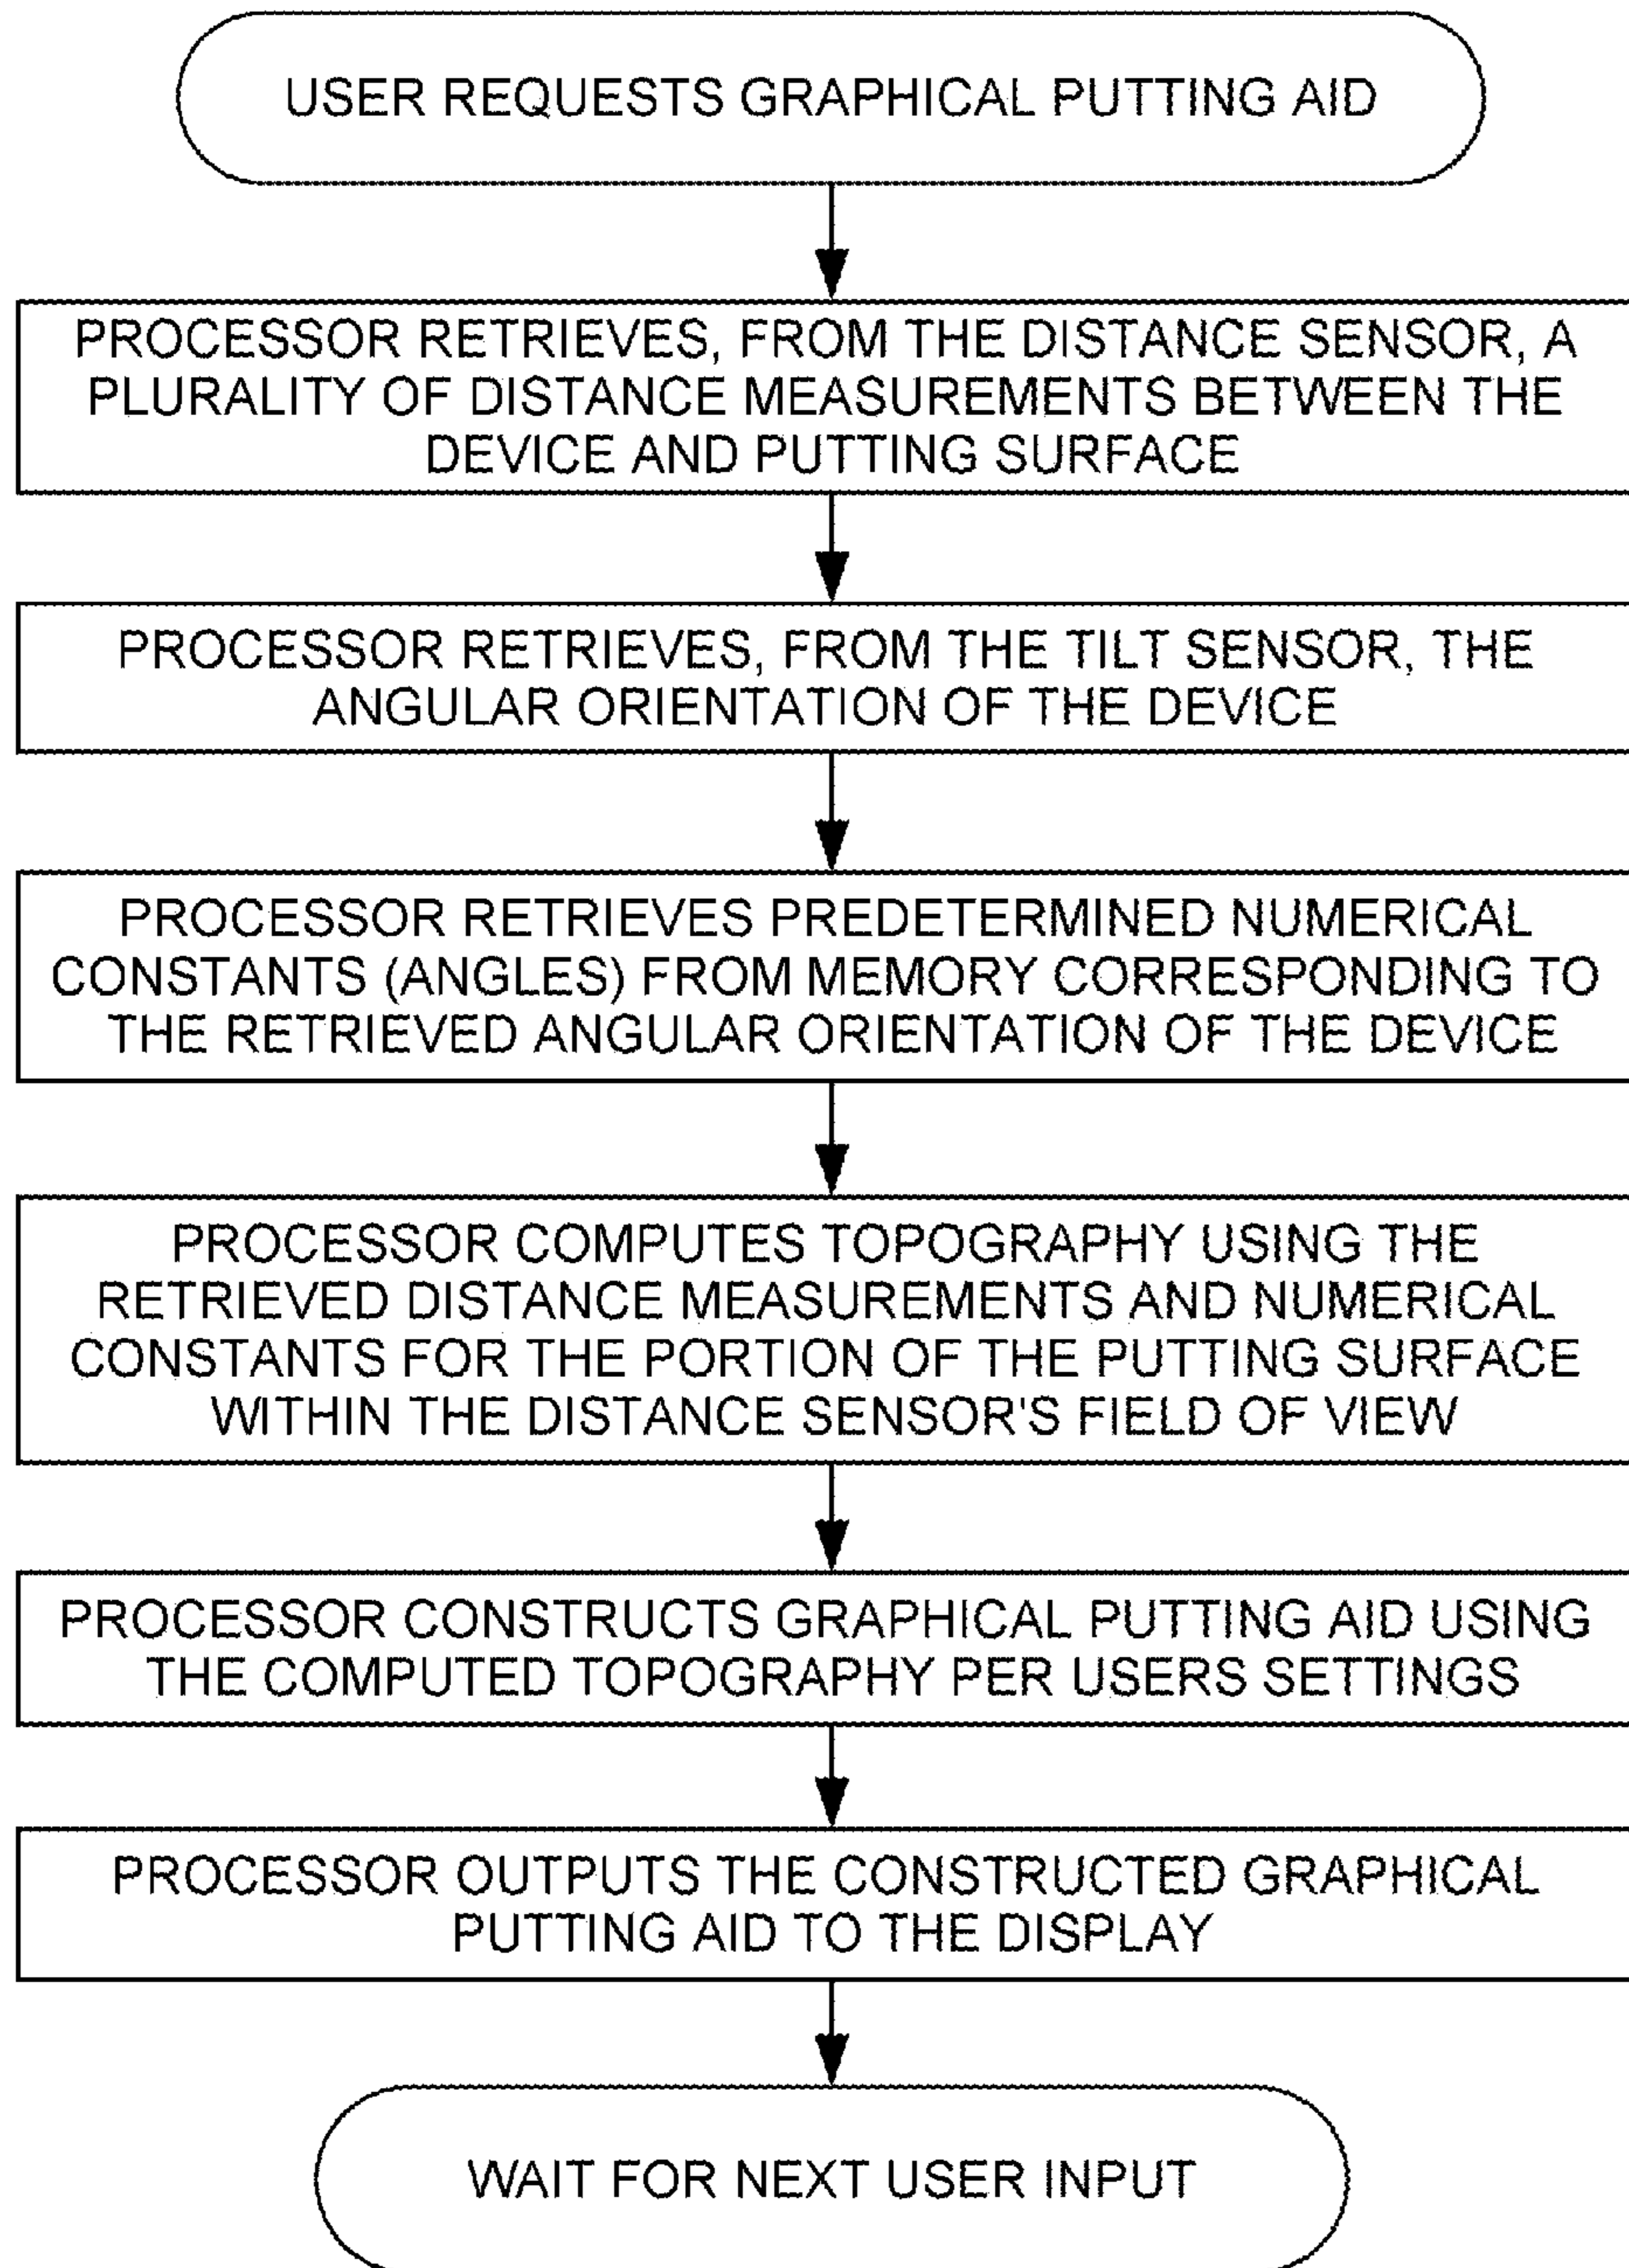 USER REQUESTS GRAPHICAL PUTTING AID
PROCESSOR RETRIEVES, FROM THE DISTANCE SENSOR, A
PLURALITY OF DISTANCE MEASUREMENTS BETWEEN THE
DEVICE AND PUTTING SURFACE
PROCESSOR RETRIEVES, FROM THE TILT SENSOR, THE
ANGULAR ORIENTATION OF THE DEVICE
PROCESSOR RETRIEVES PREDETERMINED NUMERICAL
CONSTANTS (ANGLES) FROM MEMORY CORRESPONDING TO
THE RETRIEVED ANGULAR ORIENTATION OF THE DEVICE
PROCESSOR COMPUTES TOPOGRAPHY USING THE
RETRIEVED DISTANCE MEASUREMENTS AND NUMERICAL
CONSTANTS FOR THE PORTION OF THE PUTTING SURFACE
WITHIN THE DISTANCE SENSOR'S FIELD OF VIEW
PROCESSOR CONSTRUCTS GRAPHICAL PUTTING AID USING
THE COMPUTED TOPOGRAPHY PER USERS SETTINGS
PROCESSOR OUTPUTS THE CONSTRUCTED GRAPHICAL
PUTTING AID TO THE DISPLAY
WAIT FOR NEXT USER INPUT